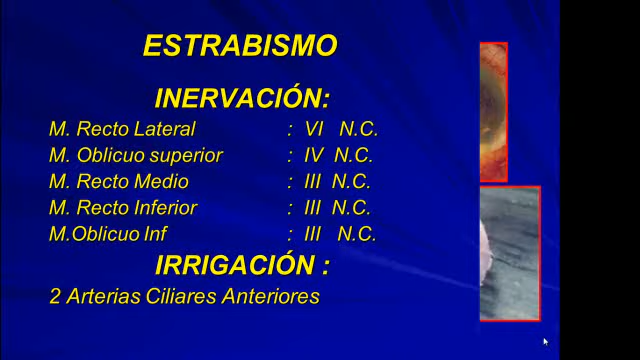 ESTRABISMO
INERVACIÓN:
M. Recto Lateral : VI N.C.
M. Oblicuo superior : IV N.C.
M. Recto Medio : III N.C.
M. Recto Inferior : III N.C.
M.Oblicuo Inf : III N.C.
IRRIGACIÓN :
2 Arterias Ciliares Anteriores